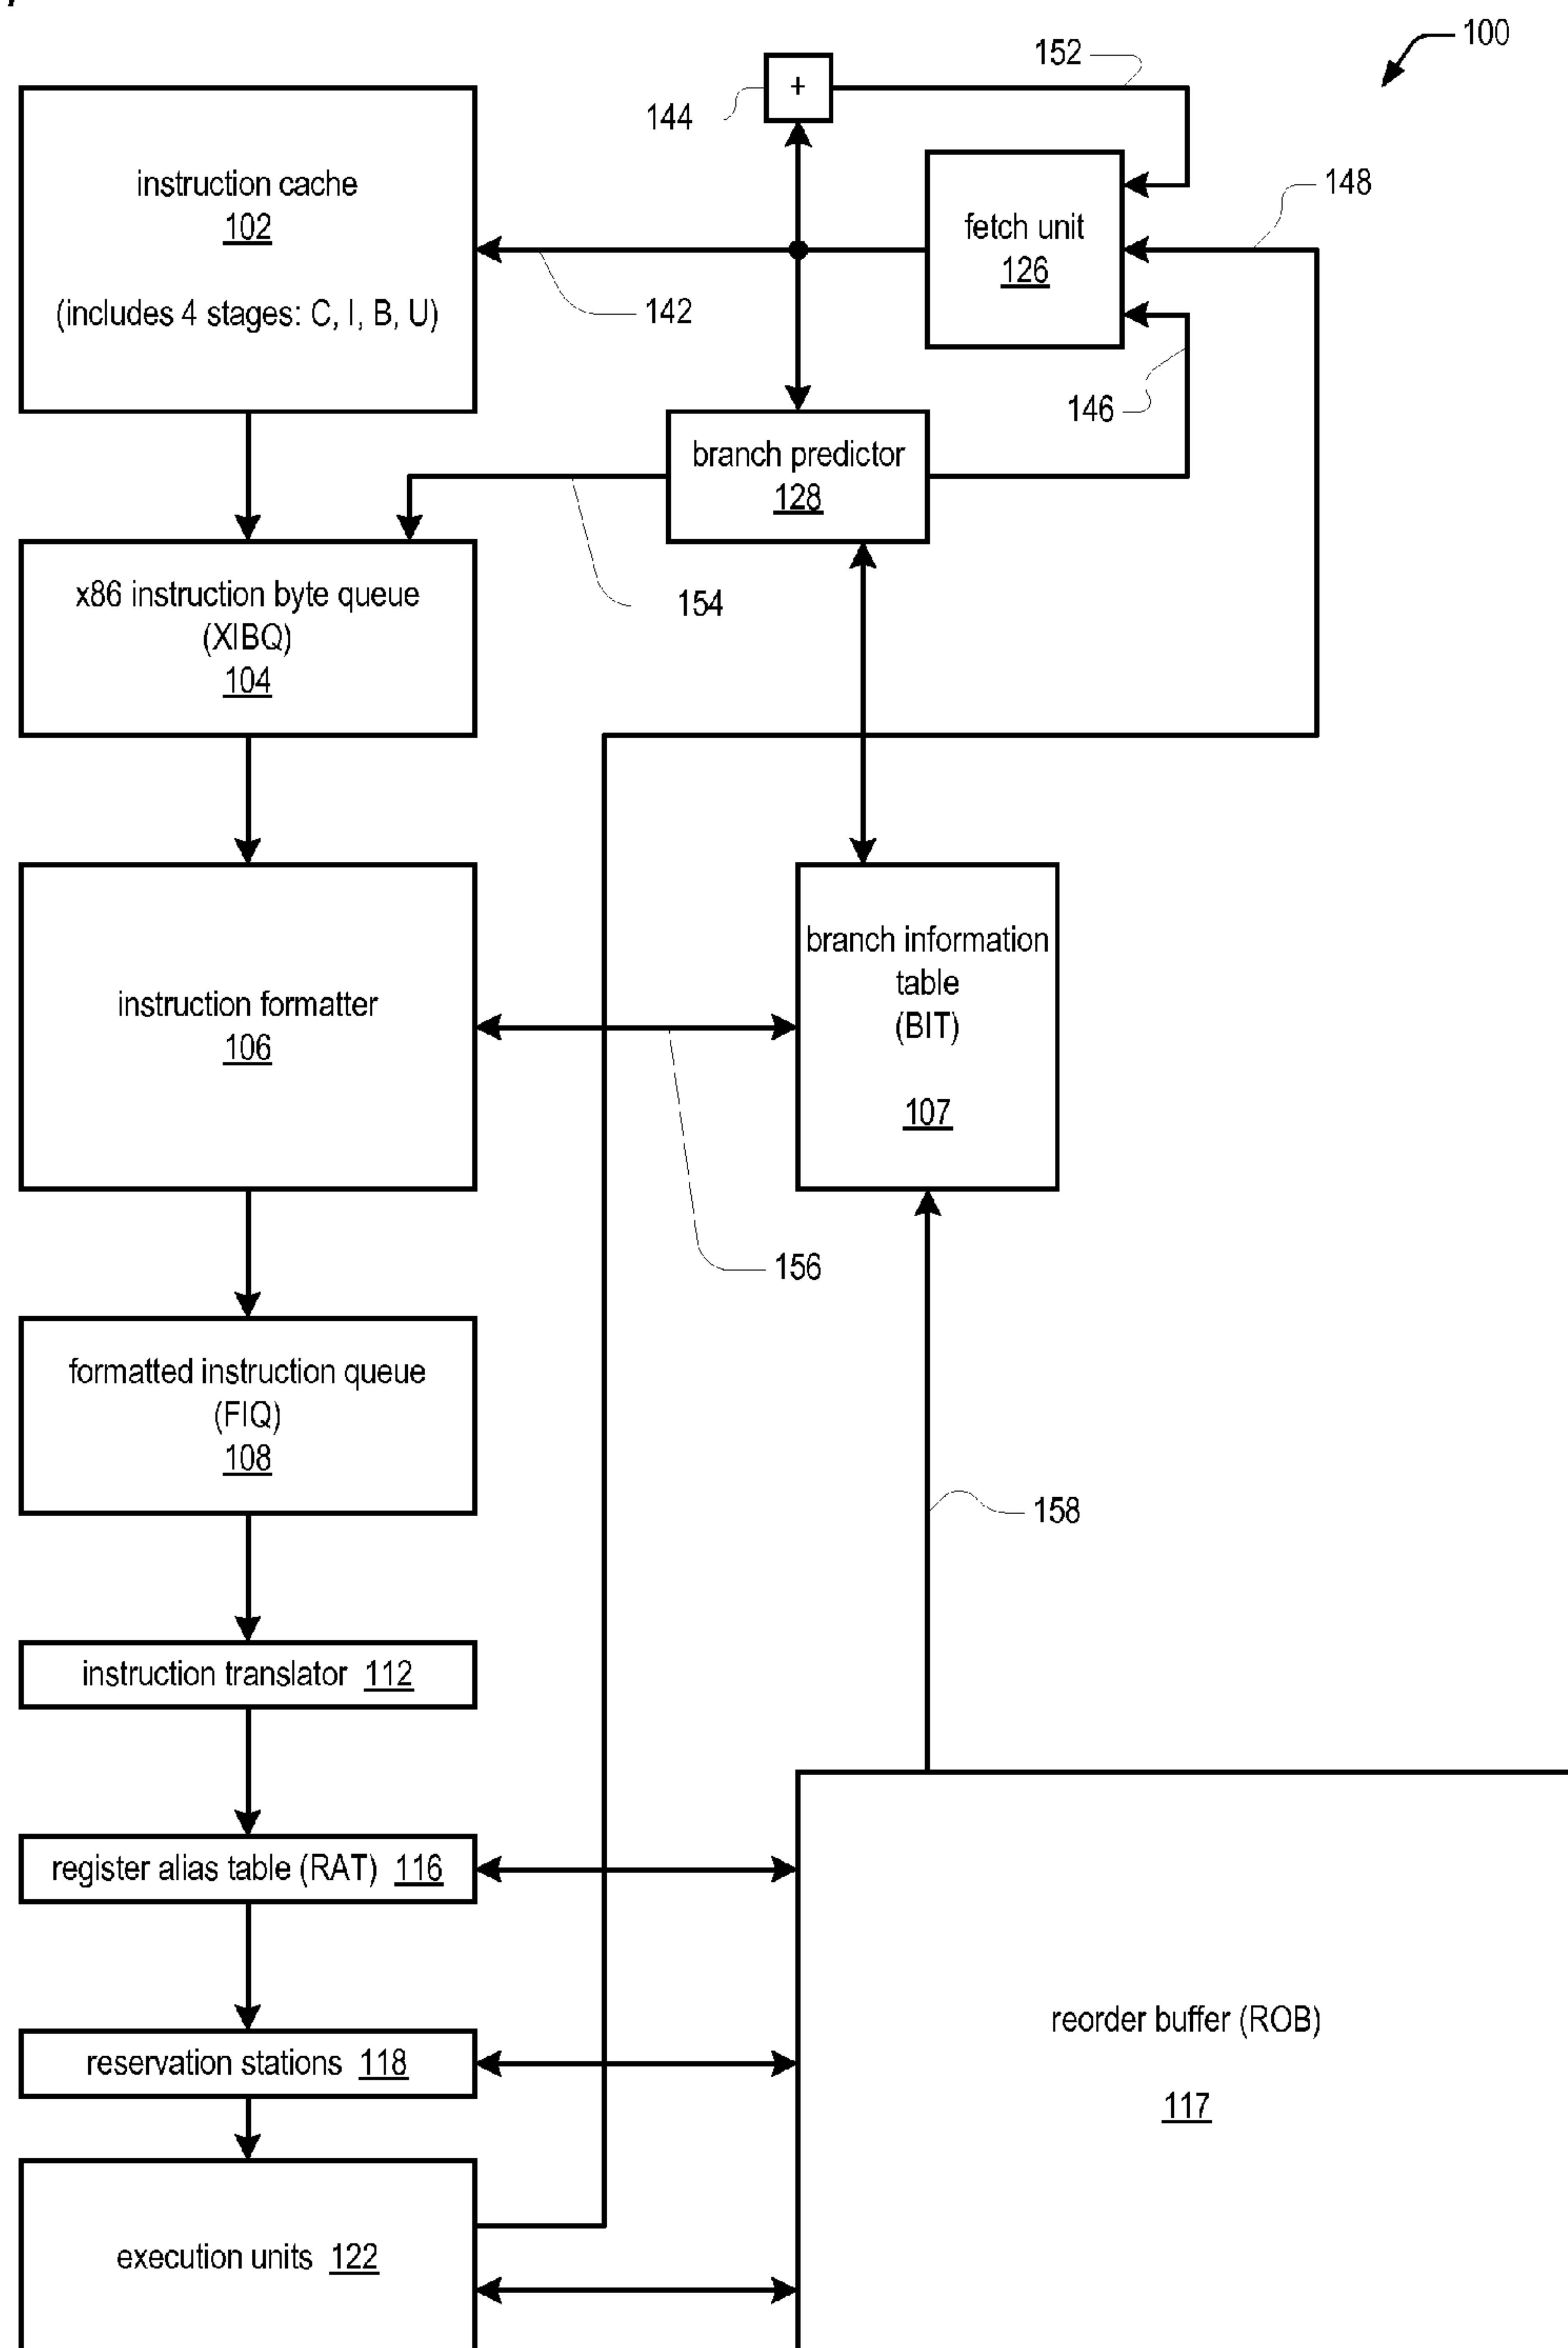 100
152
+
144
instruction cache
102
(includes 4 stages: C, I, B, U)
fetch unit
126
148
142
146
branch predictor
128
154
x86 instruction byte queue
(XIBQ)
104
branch information
table
(BIT)
107
instruction formatter
106
156
formatted instruction queue
(FIQ)
108
158
instruction translator 112
register alias table (RAT) 116
reservation stations 118
reorder buffer (ROB)
117
execution units 122